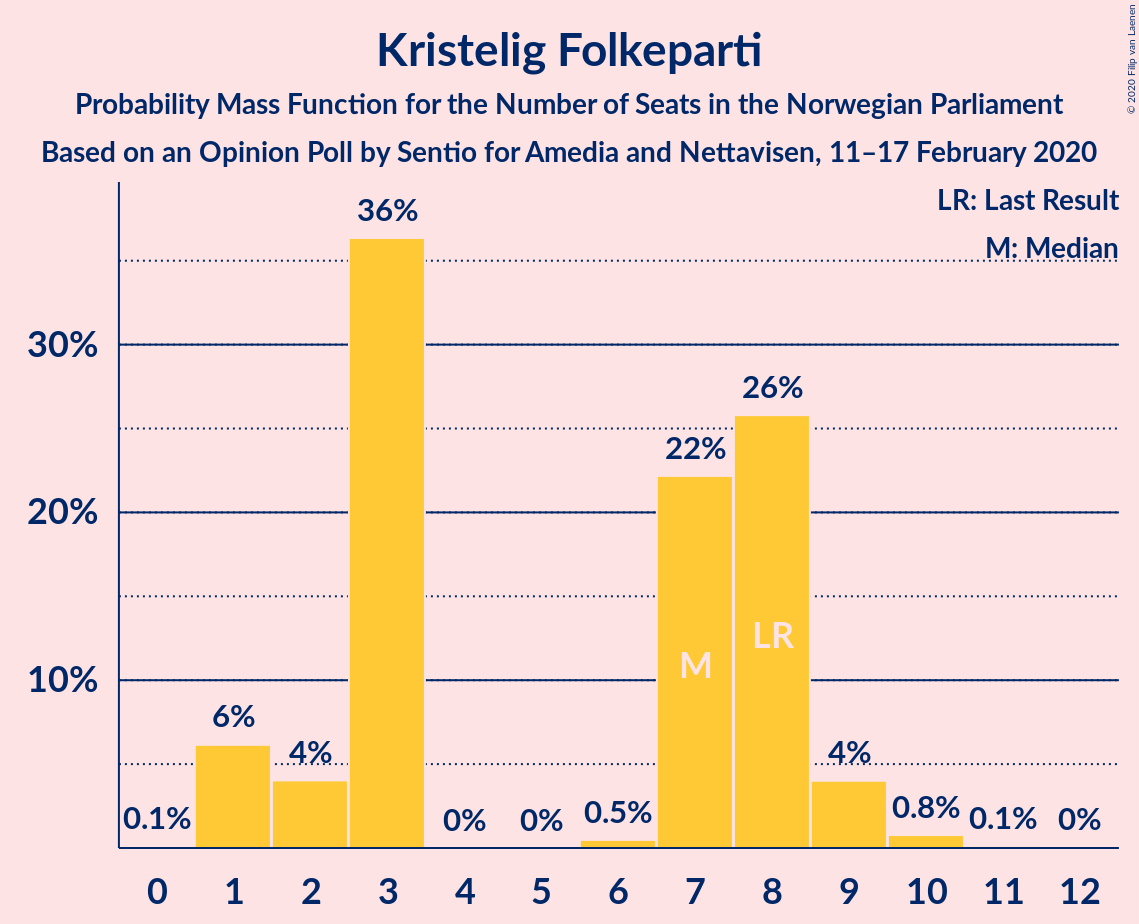 Kristelig Folkeparti
Probability Mass Function for the Number of Seats in the Norwegian Parliament
Based on an Opinion Poll by Sentio for Amedia and Nettavisen, 11–17 February 2020
© 2020 Filip van Laenen
LR: Last Result
M: Median
36%
30%
26%
22%
20%
LR
M
10%
6%
4%
4%
0.1%
0%
0%
0.5%
0.8%
0.1%
0%
0 1 2 3 4 5 6 7 8 9 10 11 12